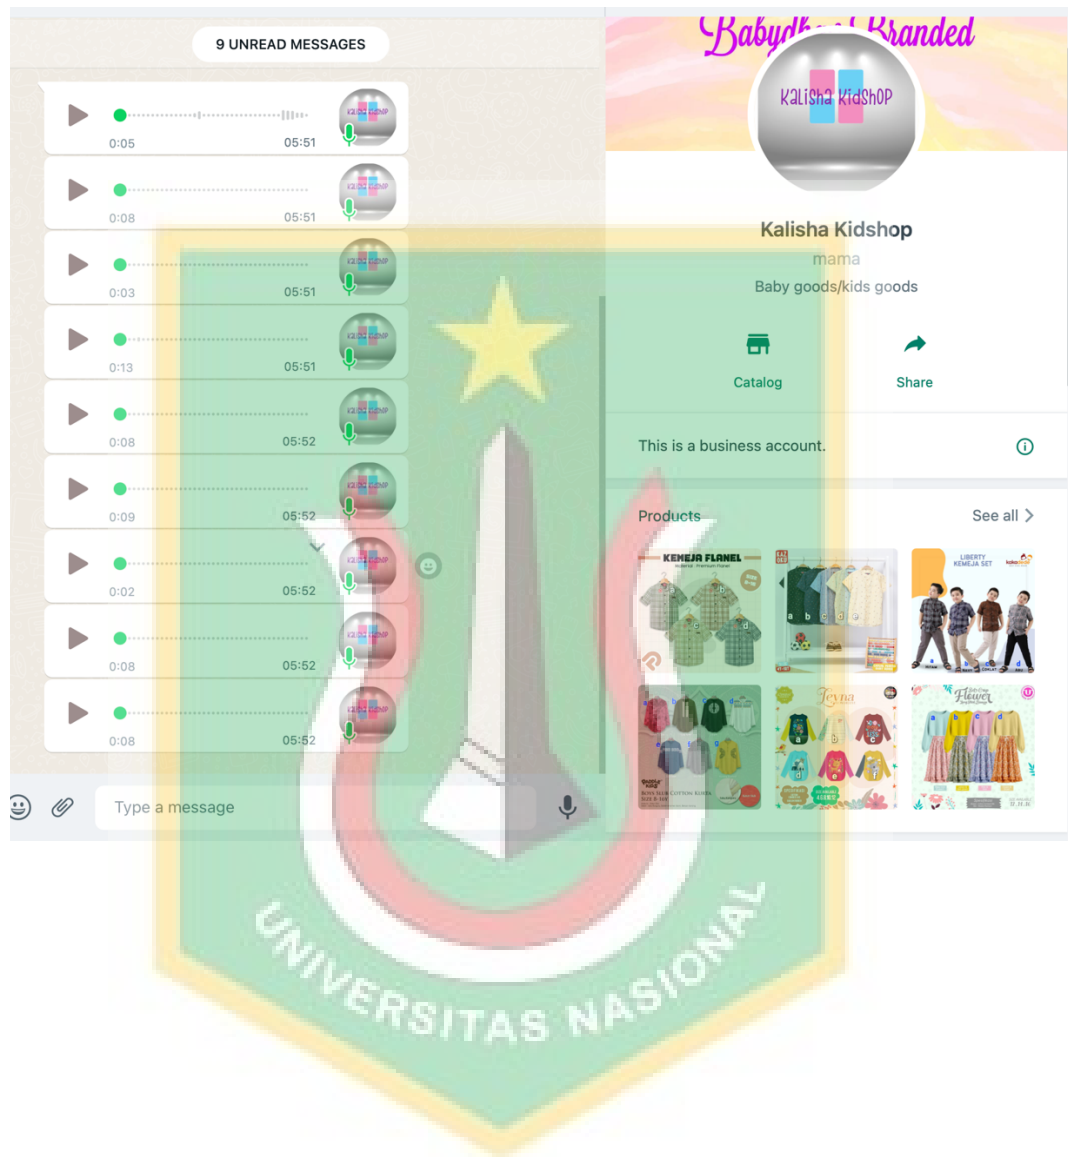 9 UNREAD MESSAGES
0:05
05:51
0:08
05:51
0:03
05:51
0:13
05:51
0:08
05:52
0:09
05:52
0:02
05:52
0:08
05:52
0:08
05:52
Type a message
Branded
Kalisha Kidshop
Kalisha Kidshop
mama
Baby goods/kids goods
Catalog
Share
This is a business account.
Products
See all
KEMEJA FLANEL
LIBERTY
KEMEJA SET
Jeyna
Flower
UNIVERSITAS NASIONAL